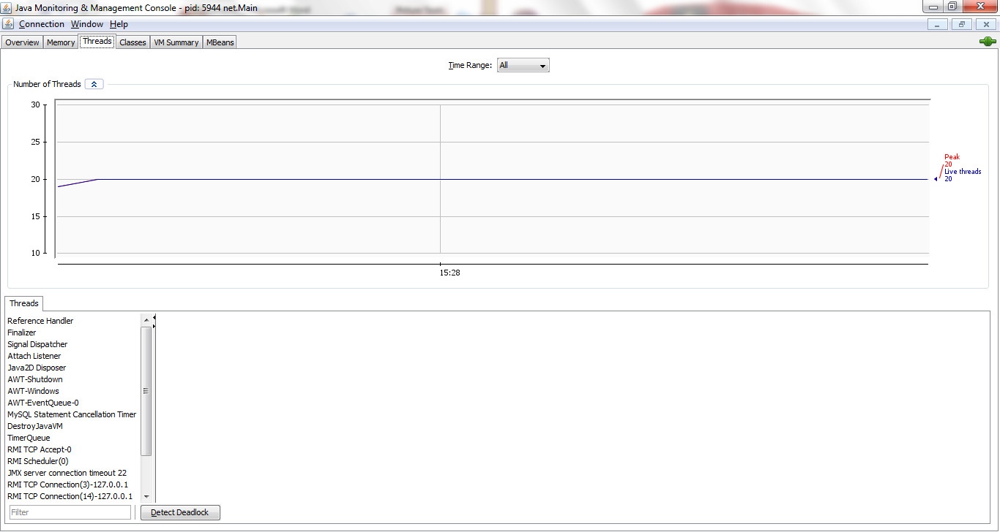 Java Monitoring & Management Console - pid: 5944 net.Main
Connection Window Help
Overview Memory Threads Classes VM Summary MBeans
Time Range: All
Number of Threads
30
25
20
15
10
15:28
Peak
20
Live threads
20
Threads
Reference Handler
Finalizer
Signal Dispatcher
Attach Listener
Java2D Disposer
AWT-Shutdown
AWT-Windows
AWT-EventQueue-0
MySQL Statement Cancellation Timer
DestroyJavaVM
TimerQueue
RMI TCP Accept-0
RMI Scheduler(0)
JMX server connection timeout 22
RMI TCP Connection(3)-127.0.0.1
RMI TCP Connection(14)-127.0.0.1
Filter Detect Deadlock